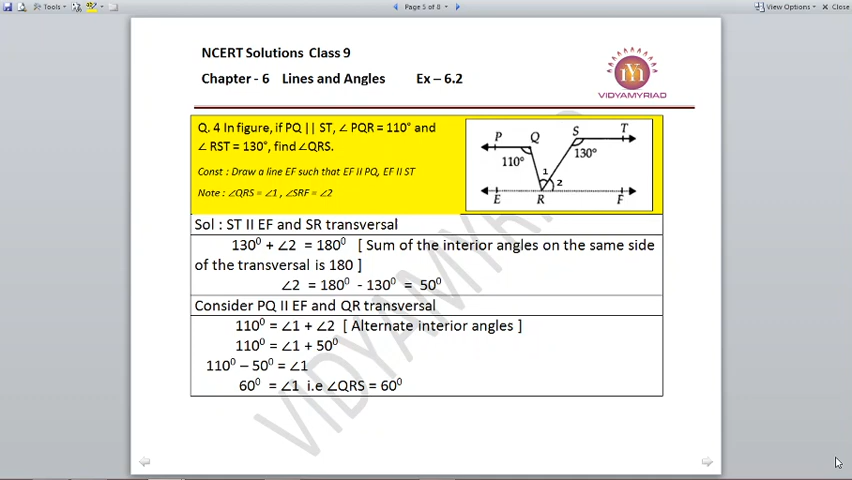 Tools
Page 5 of 8
View Options
Close
NCERT Solutions Class 9
Chapter - 6 Lines and Angles Ex – 6.2
VIDYAMYRIAD
Q. 4 In figure, if PQ || ST, ∠ PQR = 110° and
∠ RST = 130°, find ∠QRS.
Const : Draw a line EF such that EF II PQ, EF II ST
Note : ∠QRS = ∠1 , ∠SRF = ∠2
P Q S T
110° 130°
1 2
E R F
Sol : ST II EF and SR transversal
130⁰ + ∠2 = 180⁰ [ Sum of the interior angles on the same side
of the transversal is 180 ]
∠2 = 180⁰ - 130⁰ = 50⁰
Consider PQ II EF and QR transversal
110⁰ = ∠1 + ∠2 [ Alternate interior angles ]
110⁰ = ∠1 + 50⁰
110⁰ – 50⁰ = ∠1
60⁰ = ∠1 i.e ∠QRS = 60⁰
VIDYAMYRIAD